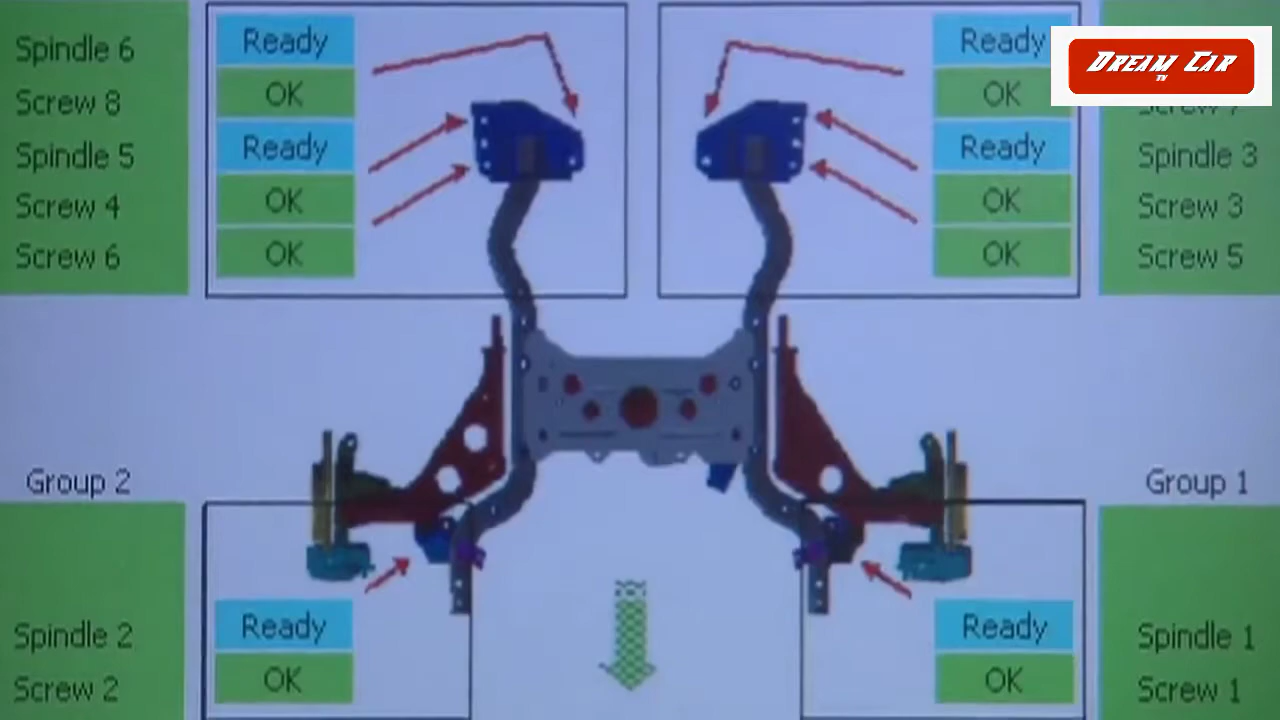 Spindle 6
Ready
Ready
DREAM CAR
TV
Screw 8
OK
OK
Spindle 5
Ready
Ready
Spindle 3
Screw 4
OK
OK
Screw 3
Screw 6
OK
OK
Screw 5
Group 2
Group 1
Spindle 2
Ready
Ready
Spindle 1
Screw 2
OK
OK
Screw 1